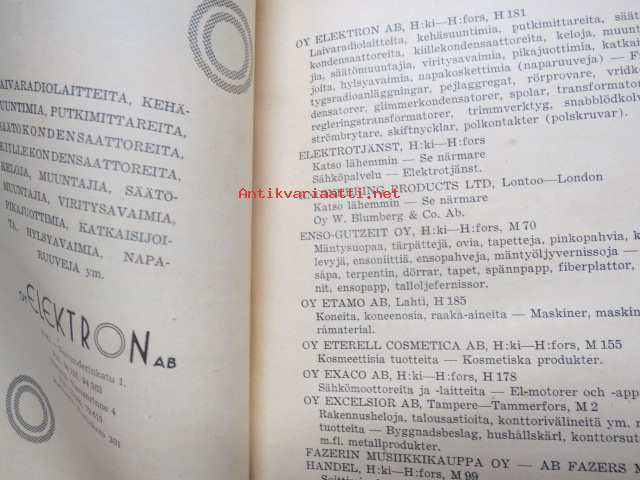 AIVARADIOLAITTEITA, KEHÄ-
SUUNTIMIA, PUTKIMITTAREITA,
SÄÄTÖKONDENSAATTOREITA,
KIILLEKONDENSAATTOREITA,
KELOJA, MUUNTAJIA, SÄÄTÖ-
MUUNTAJIA, VIRITYSAVAIMIA,
PIKAJUOTTIMIA, KATKAISIJOI-
TA, HYLSYAVAIMIA, NAPA-
RUUVEJA ym.
OY ELEKTRON AB
OY ELEKTRON AB, H:ki—H:fors, H 181
Laivaradiolaitteita, kehäsuuntimia, putkimittareita, säät
kondensaattoreita, kiillekondensaattoreita, keloja, muunt
jia, säätömuuntajia, viritysavaimia, pikajuottimia, katkai
joita, hylsyavaimia, napakoskettimia (naparuuveja) — F
tygsradioanläggningar, pejlaggregat, rörprovare, vridk
densatorer, glimmerkondensatorer, spolar, transformator
regleringstransformatorer, trimmverktyg, snabblödkolv
strömbrytare, skiftnycklar, polkontakter (polskruvar).
ELEKTROTJÄNST, H:ki—H:fors
Katso lähemmin — Se närmare
Sähköpalvelu — Elektrotjänst.
Antikvariaatti.net
ENGINEERING PRODUCTS LTD, Lontoo—London
Katso lähemmin — Se närmare
Oy W. Blumberg & Co. Ab.
ENSO-GUTZEIT OY, H:ki—H:fors, M 70
Mäntysuopaa, tärpättejä, ovia, tapetteja, pinkopahvia, k
levyjä, ensoniittia, ensopahveja, mäntyöljyvernissoja —
såpa, terpentin, dörrar, tapet, spännpapp, fiberplattor,
nit, ensopapp, talloljefernissor.
OY ETAMO AB, Lahti, H 185
Koneita, koneenosia, raaka-aineita — Maskiner, maskin
råmaterial.
OY ETERELL COSMETICA AB, H:ki—H:fors, M 155
Kosmeettisia tuotteita — Kosmetiska produkter.
OY EXACO AB, H:ki—H:fors, H 178
Sähkömoottoreita ja -laitteita — El-motorer och -app
OY EXCELSIOR AB, Tampere—Tammerfors, M 2
Rakennusheloja, talousastioita, konttorivälineitä ym. m
tuotteita — Byggnadsbeslag, hushållskärl, kontorsut
m.fl. metallprodukter.
FAZERIN MUSIIKKIKAUPPA OY — AB FAZERS M
HANDEL, H:ki—H:fors, M 99